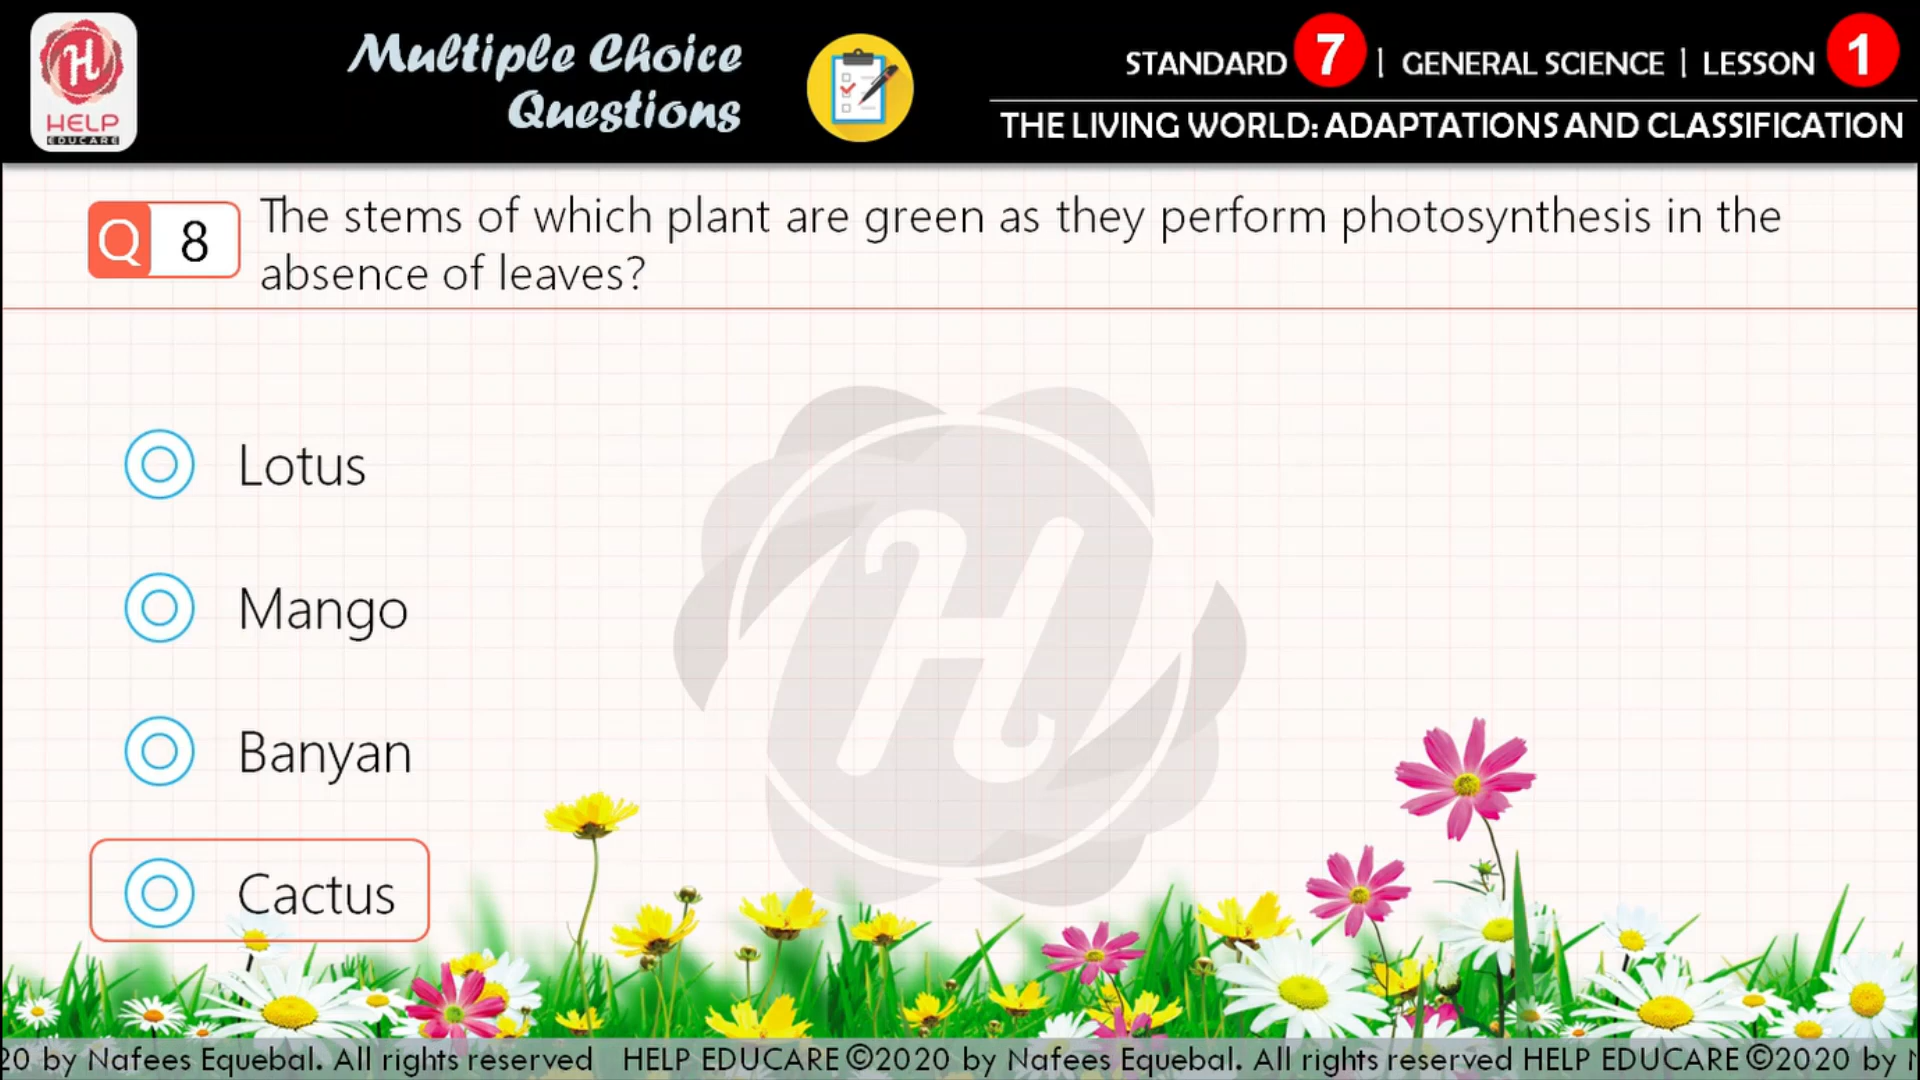 H
HELP
EDUCARE
Multiple Choice
Questions
STANDARD 7 | GENERAL SCIENCE | LESSON 1
THE LIVING WORLD: ADAPTATIONS AND CLASSIFICATION
Q 8
The stems of which plant are green as they perform photosynthesis in the
absence of leaves?
Lotus
Mango
Banyan
Cactus
H
20 by Nafees Equebal. All rights reserved HELP EDUCARE ©2020 by Nafees Equebal. All rights reserved HELP EDUCARE ©2020 by